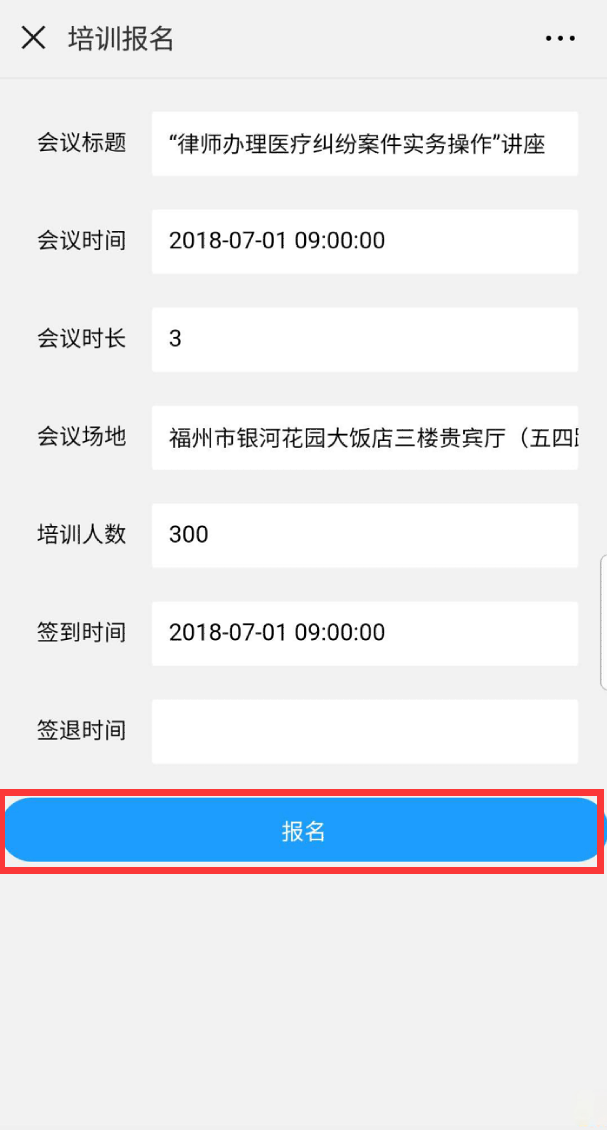 培训报名
会议标题 “律师办理医疗纠纷案件实务操作”讲座
会议时间 2018-07-01 09:00:00
会议时长 3
会议场地 福州市银河花园大饭店三楼贵宾厅（五四
培训人数 300
签到时间 2018-07-01 09:00:00
签退时间
报名